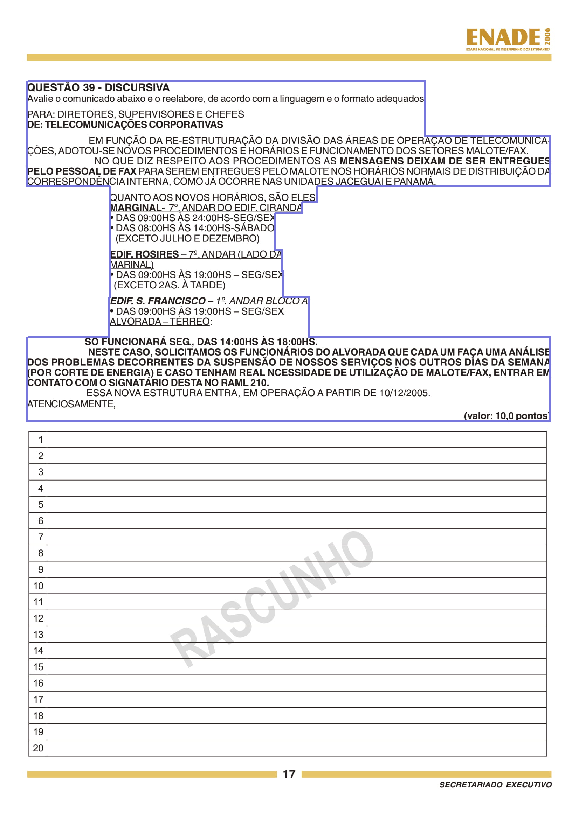 ENADE 2006
EXAME NACIONAL DE DESEMPENHO DOS ESTUDANTES
QUESTÃO 39 - DISCURSIVA
Avalie o comunicado abaixo e o reelabore, de acordo com a linguagem e o formato adequados.
PARA: DIRETORES, SUPERVISORES E CHEFES
DE: TELECOMUNICAÇÕES CORPORATIVAS
EM FUNÇÃO DA RE-ESTRUTURAÇÃO DA DIVISÃO DAS ÁREAS DE OPERAÇÃO DE TELECOMUNICA-
ÇÕES, ADOTOU-SE NOVOS PROCEDIMENTOS E HORÁRIOS E FUNCIONAMENTO DOS SETORES MALOTE/FAX.
NO QUE DIZ RESPEITO AOS PROCEDIMENTOS AS MENSAGENS DEIXAM DE SER ENTREGUES
PELO PESSOAL DE FAX PARA SEREM ENTREGUES PELO MALOTE NOS HORÁRIOS NORMAIS DE DISTRIBUIÇÃO DA
CORRESPONDÊNCIA INTERNA, COMO JÁ OCORRE NAS UNIDADES JACEGUAI E PANAMÁ.
QUANTO AOS NOVOS HORÁRIOS, SÃO ELES:
MARGINAL- 7º. ANDAR DO EDIF. CIRANDA
• DAS 09:00HS ÀS 24:00HS-SEG/SEX
• DAS 08:00HS ÀS 14:00HS-SÁBADO
(EXCETO JULHO E DEZEMBRO)
EDIF. ROSIRES – 7º. ANDAR (LADO DA
MARINAL)
• DAS 09:00HS ÀS 19:00HS – SEG/SEX
(EXCETO 2AS. À TARDE)
EDIF. S. FRANCISCO – 1º. ANDAR BLOCO A
• DAS 09:00HS ÀS 19:00HS – SEG/SEX
ALVORADA – TÉRREO:
SÓ FUNCIONARÁ SEG., DAS 14:00HS ÀS 18:00HS.
NESTE CASO, SOLICITAMOS OS FUNCIONÁRIOS DO ALVORADA QUE CADA UM FAÇA UMA ANÁLISE
DOS PROBLEMAS DECORRENTES DA SUSPENSÃO DE NOSSOS SERVIÇOS NOS OUTROS DIAS DA SEMANA
(POR CORTE DE ENERGIA) E CASO TENHAM REAL NCESSIDADE DE UTILIZAÇÃO DE MALOTE/FAX, ENTRAR EM
CONTATO COM O SIGNATÁRIO DESTA NO RAML 210.
ESSA NOVA ESTRUTURA ENTRA, EM OPERAÇÃO A PARTIR DE 10/12/2005.
ATENCIOSAMENTE,
(valor: 10,0 pontos)
1
2
3
4
5
6
7
8
9
10
11
12
13
14
15
16
17
18
19
20
RASCUNHO
17
SECRETARIADO EXECUTIVO